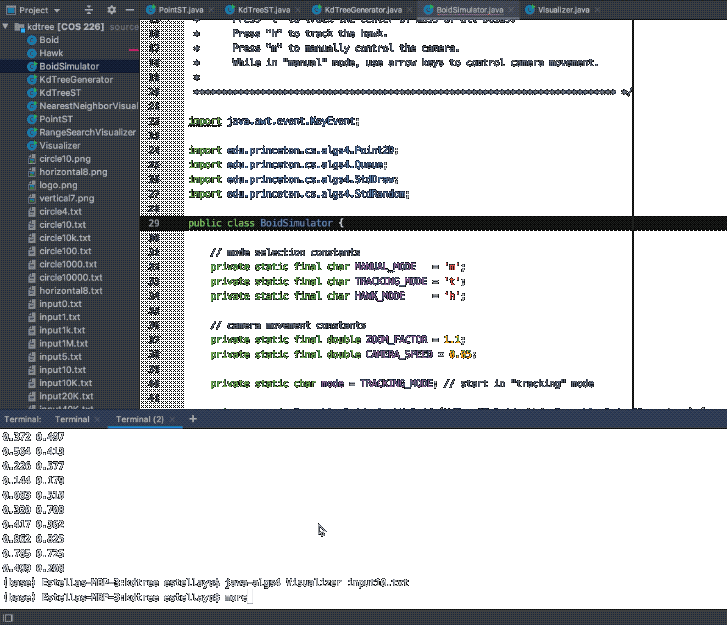 Project
PointST.java
KdTreeST.java
KdTreeGenerator.java
BoidSimulator.java
Visualizer.java
kdtree [COS 226] source
Boid
Hawk
BoidSimulator
KdTreeGenerator
KdTreeST
NearestNeighborVisual
PointST
RangeSearchVisualizer
Visualizer
circle10.png
horizontal8.png
logo.png
vertical7.png
circle4.txt
circle10.txt
circle10k.txt
circle100.txt
circle1000.txt
circle10000.txt
horizontal8.txt
input0.txt
input1.txt
input1k.txt
input1M.txt
input5.txt
input10.txt
input10K.txt
input20K.txt
* Press "h" to track the hawk.
* Press "m" to manually control the camera.
* While in "manual" mode, use arrow keys to control camera movement.
*
import java.awt.event.KeyEvent;
import edu.princeton.cs.algs4.Point2D;
import edu.princeton.cs.algs4.Queue;
import edu.princeton.cs.algs4.StdDraw;
import edu.princeton.cs.algs4.StdRandom;
29 public class BoidSimulator {
// mode selection constants
private static final char MANUAL_MODE = 'm';
private static final char TRACKING_MODE = 't';
private static final char HAWK_MODE = 'h';
// camera movement constants
private static final double ZOOM_FACTOR = 1.1;
private static final double CAMERA_SPEED = 0.05;
private static char mode = TRACKING_MODE; // start in "tracking" mode
Terminal:
Terminal
Terminal (2)
+
0.372 0.497
0.564 0.413
0.226 0.577
0.144 0.179
0.083 0.510
0.320 0.708
0.417 0.362
0.862 0.825
0.785 0.725
0.499 0.208
(base) Estellas-MBP-3:kdtree estellayu$ java-algs4 Visualizer input10.txt
(base) Estellas-MBP-3:kdtree estellayu$ more